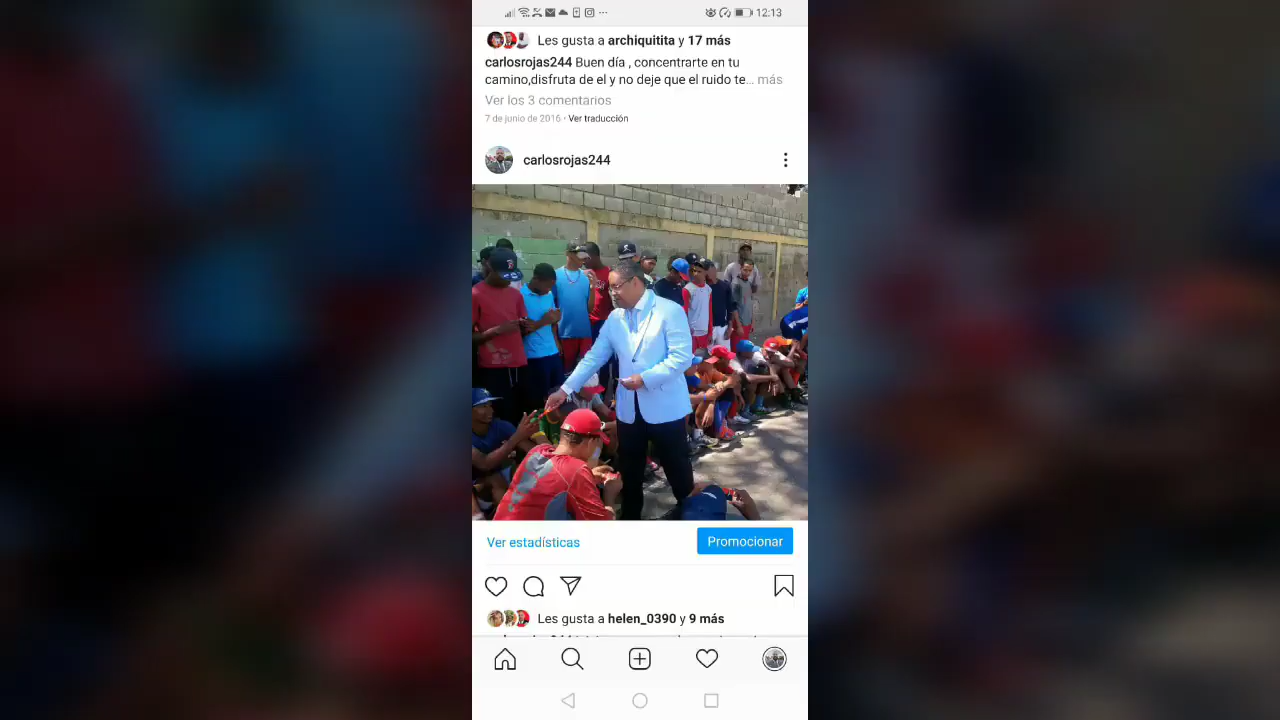 12:13
Les gusta a archiquitita y 17 más
carlosrojas244 Buen día , concentrarte en tu
camino,disfruta de el y no deje que el ruido te... más
Ver los 3 comentarios
7 de junio de 2016 • Ver traducción
carlosrojas244
Ver estadísticas
Promocionar
Les gusta a helen_0390 y 9 más